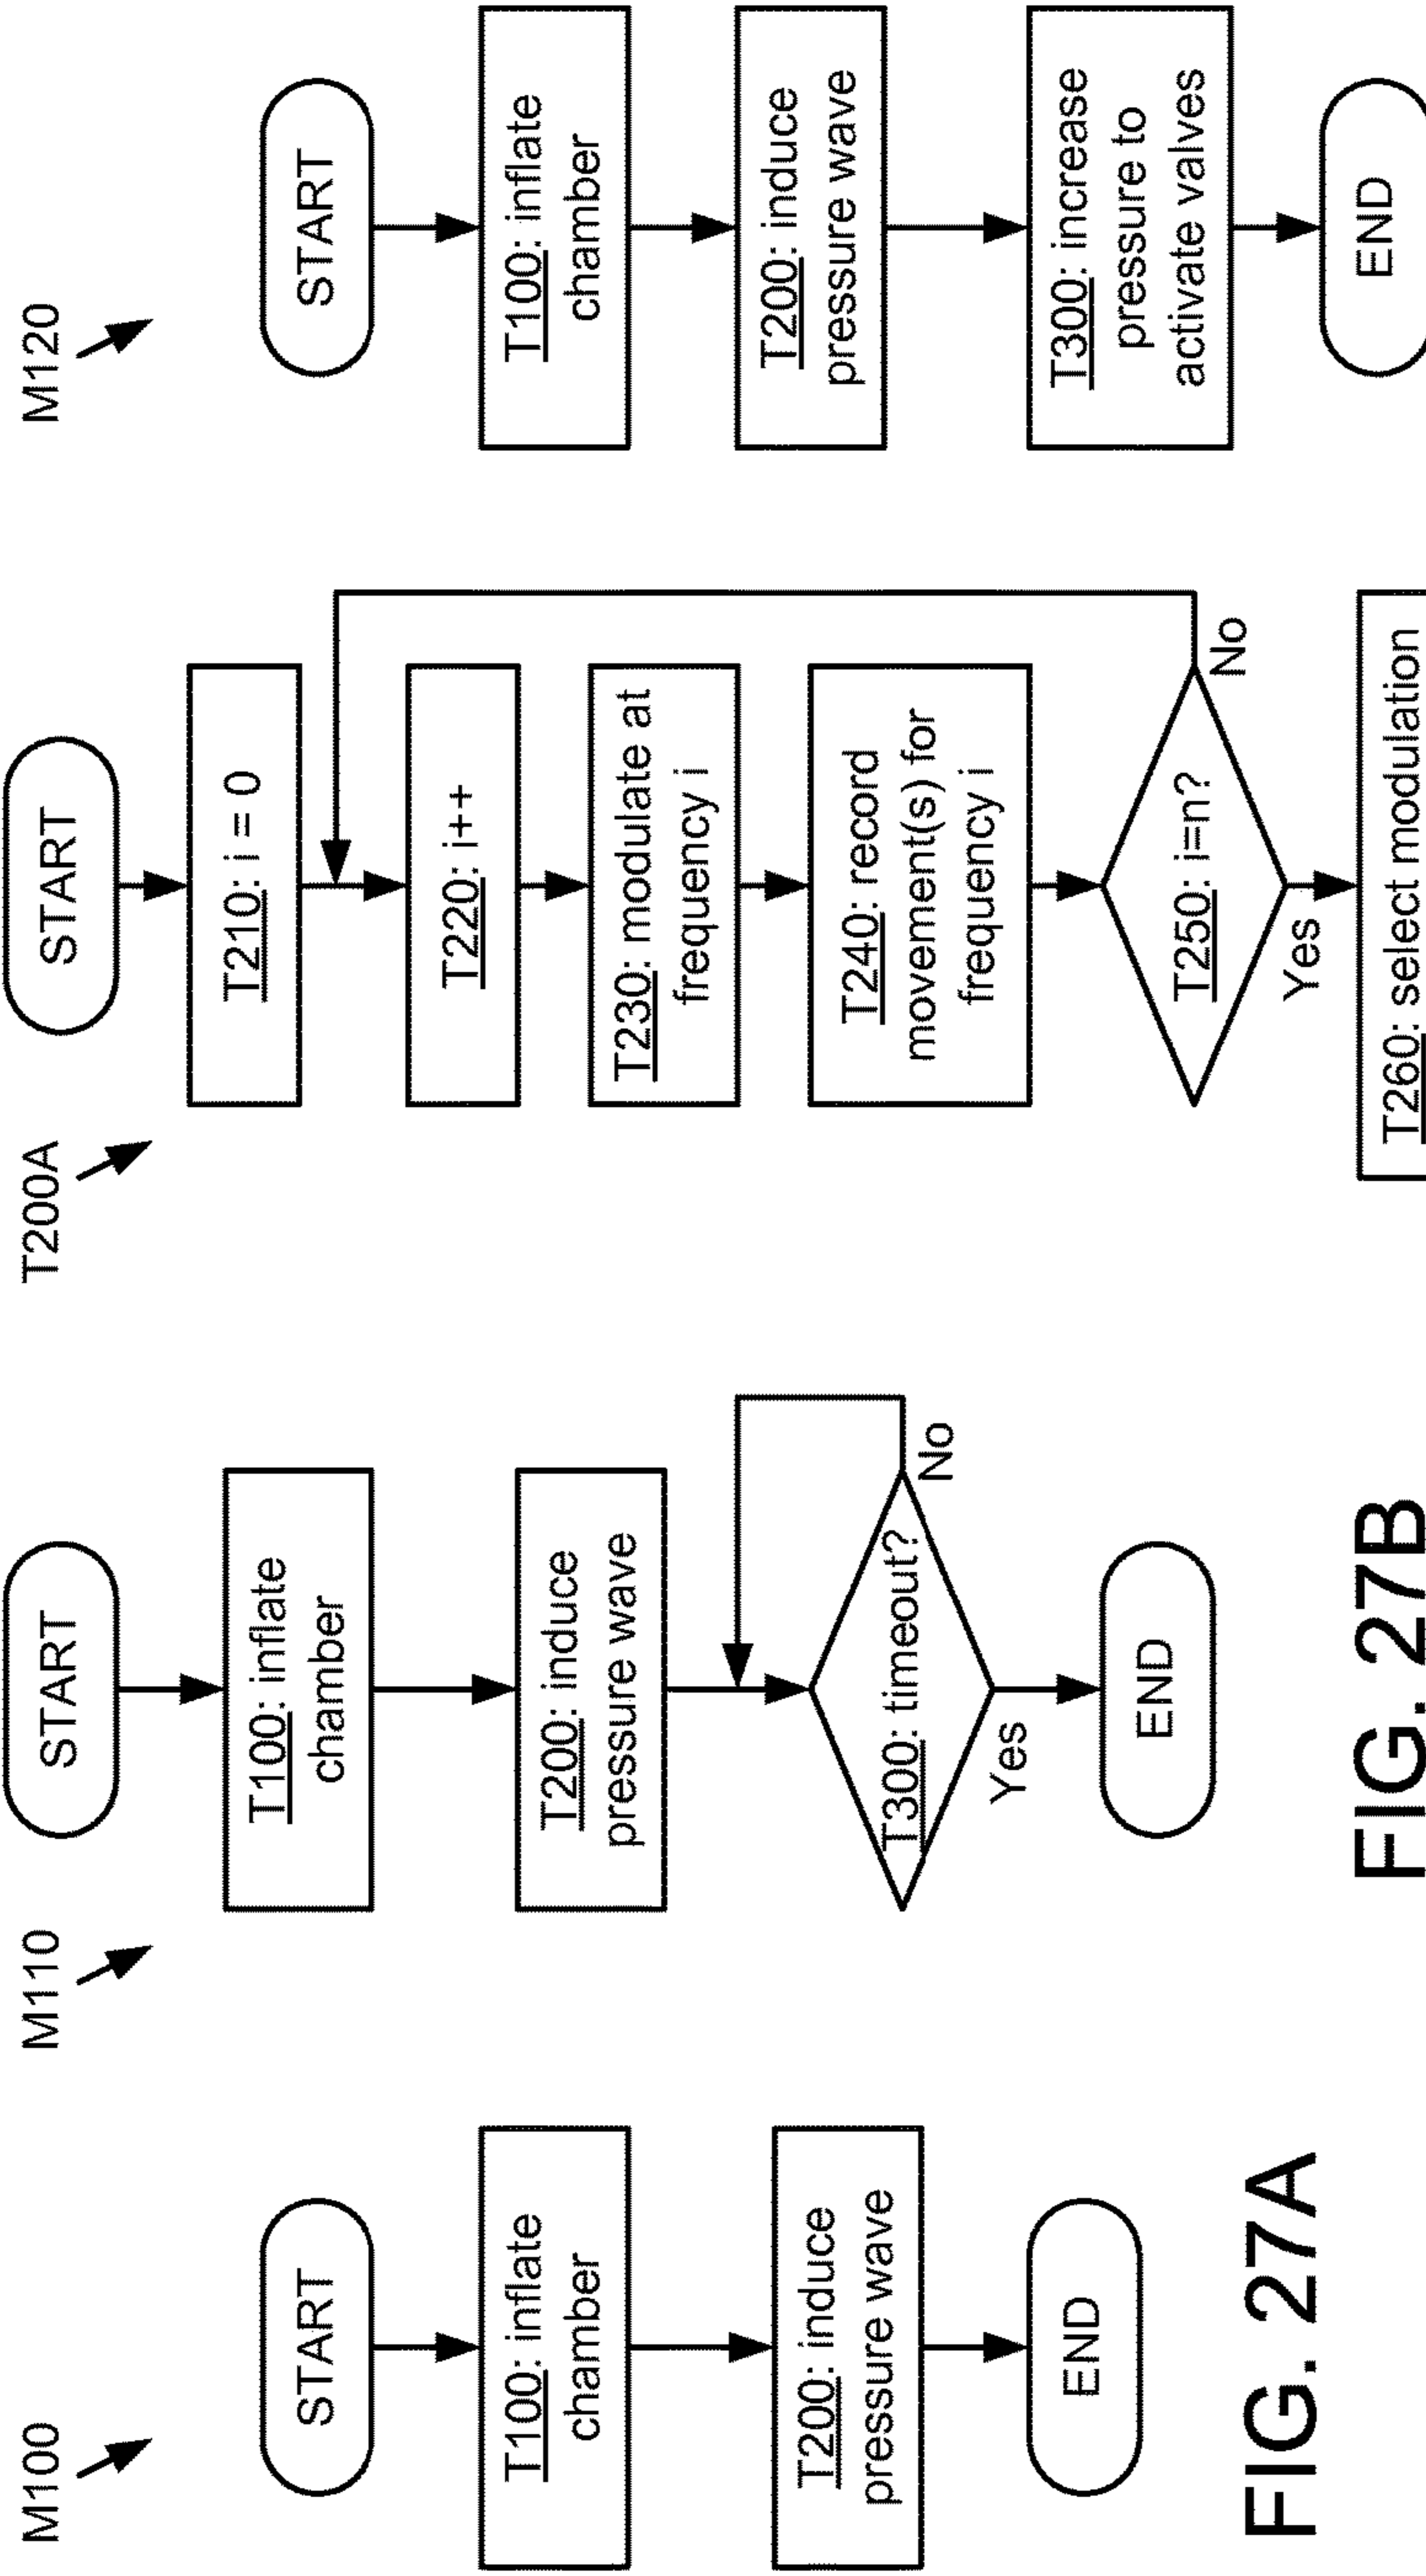 M100
START
T100: inflate
chamber
T200: induce
pressure wave
END
FIG. 27A
M110
START
T100: inflate
chamber
T200: induce
pressure wave
T300: timeout?
No
Yes
END
FIG. 27B
T200A
START
T210: i = 0
T220: i++
T230: modulate at
frequency i
T240: record
movement(s) for
frequency i
T250: i=n?
No
Yes
T260: select modulation
M120
START
T100: inflate
chamber
T200: induce
pressure wave
T300: increase
pressure to
activate valves
END